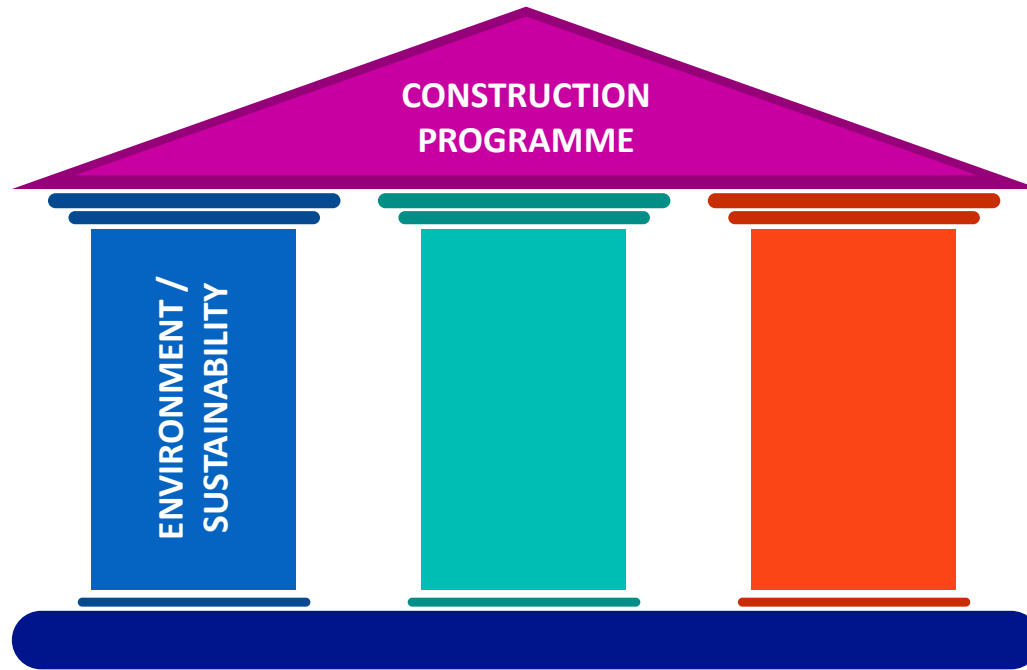 CONSTRUCTION
PROGRAMME
ENVIRONMENT /
SUSTAINABILITY